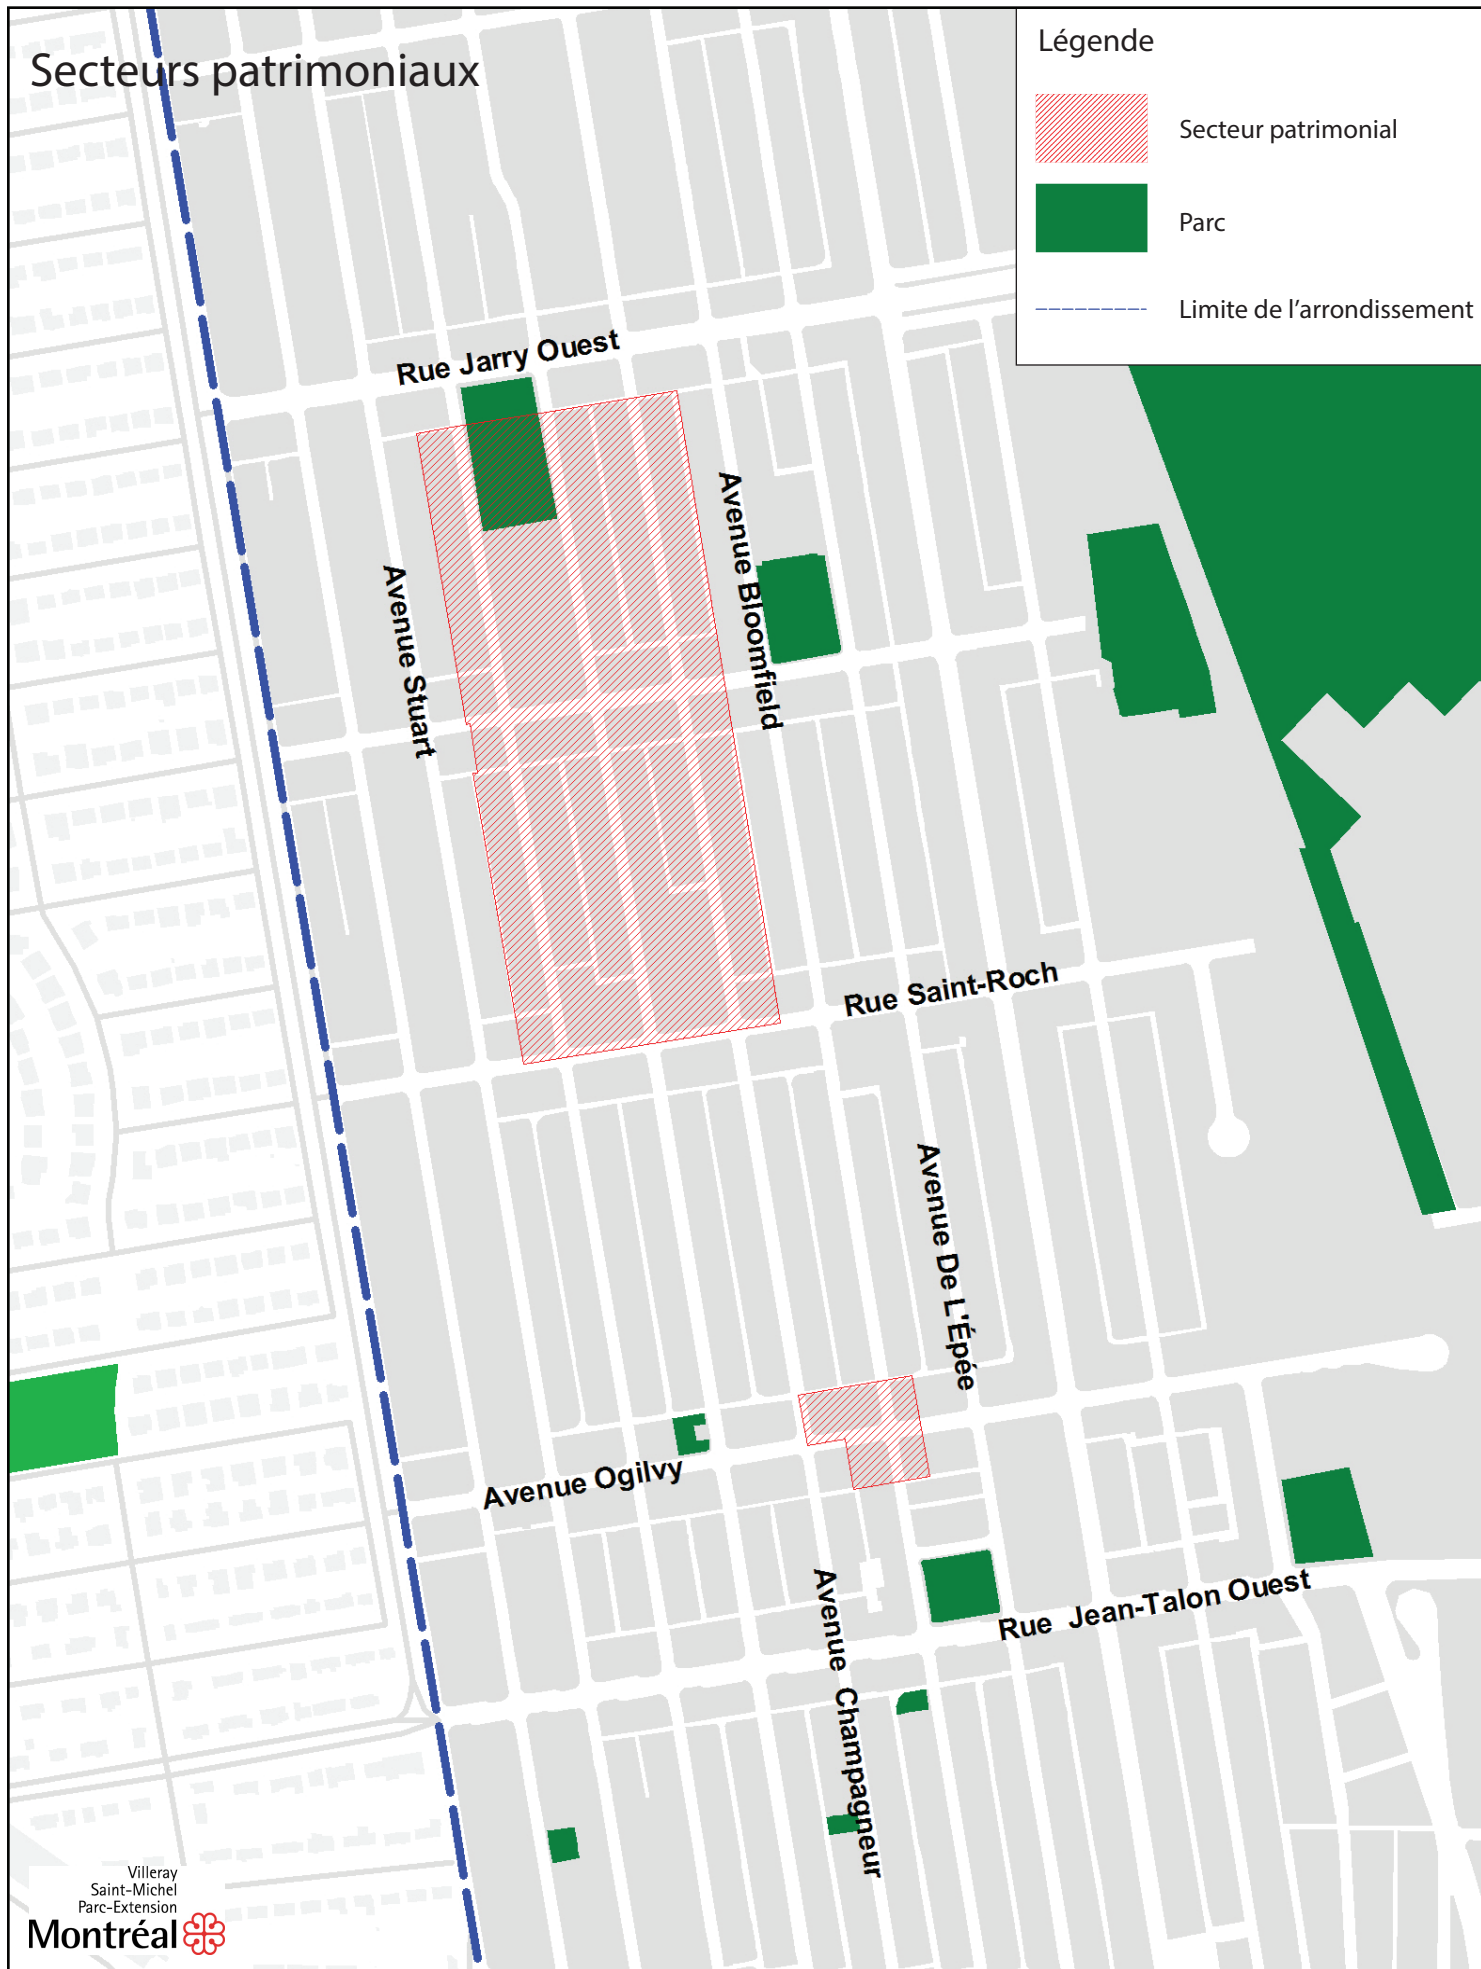 Secteurs patrimoniaux
Légende
Secteur patrimonial
Parc
Limite de l'arrondissement
Rue Jarry Ouest
Avenue Bloomfield
Avenue Stuart
Rue Saint-Roch
Avenue De L'Épée
Avenue Ogilvy
Avenue Champagneur
Rue Jean-Talon Ouest
Villeray
Saint-Michel
Parc-Extension
Montréal